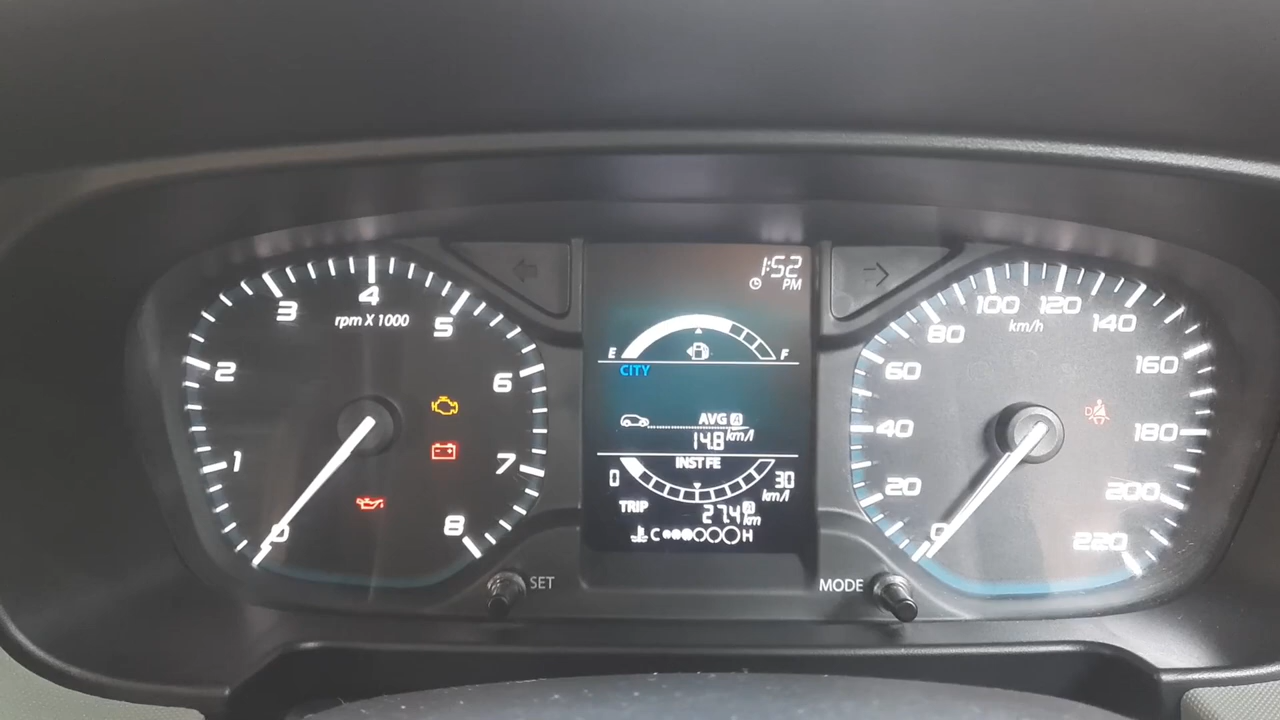 0
1
2
3
4
5
6
7
8
rpm X 1000
SET
1:52
PM
E F
CITY
AVG A
14.8 km/l
INST FE
0 30
km/l
TRIP 27.4 A km
C H
MODE
0
20
40
60
80
100
120
140
160
180
200
220
km/h
D